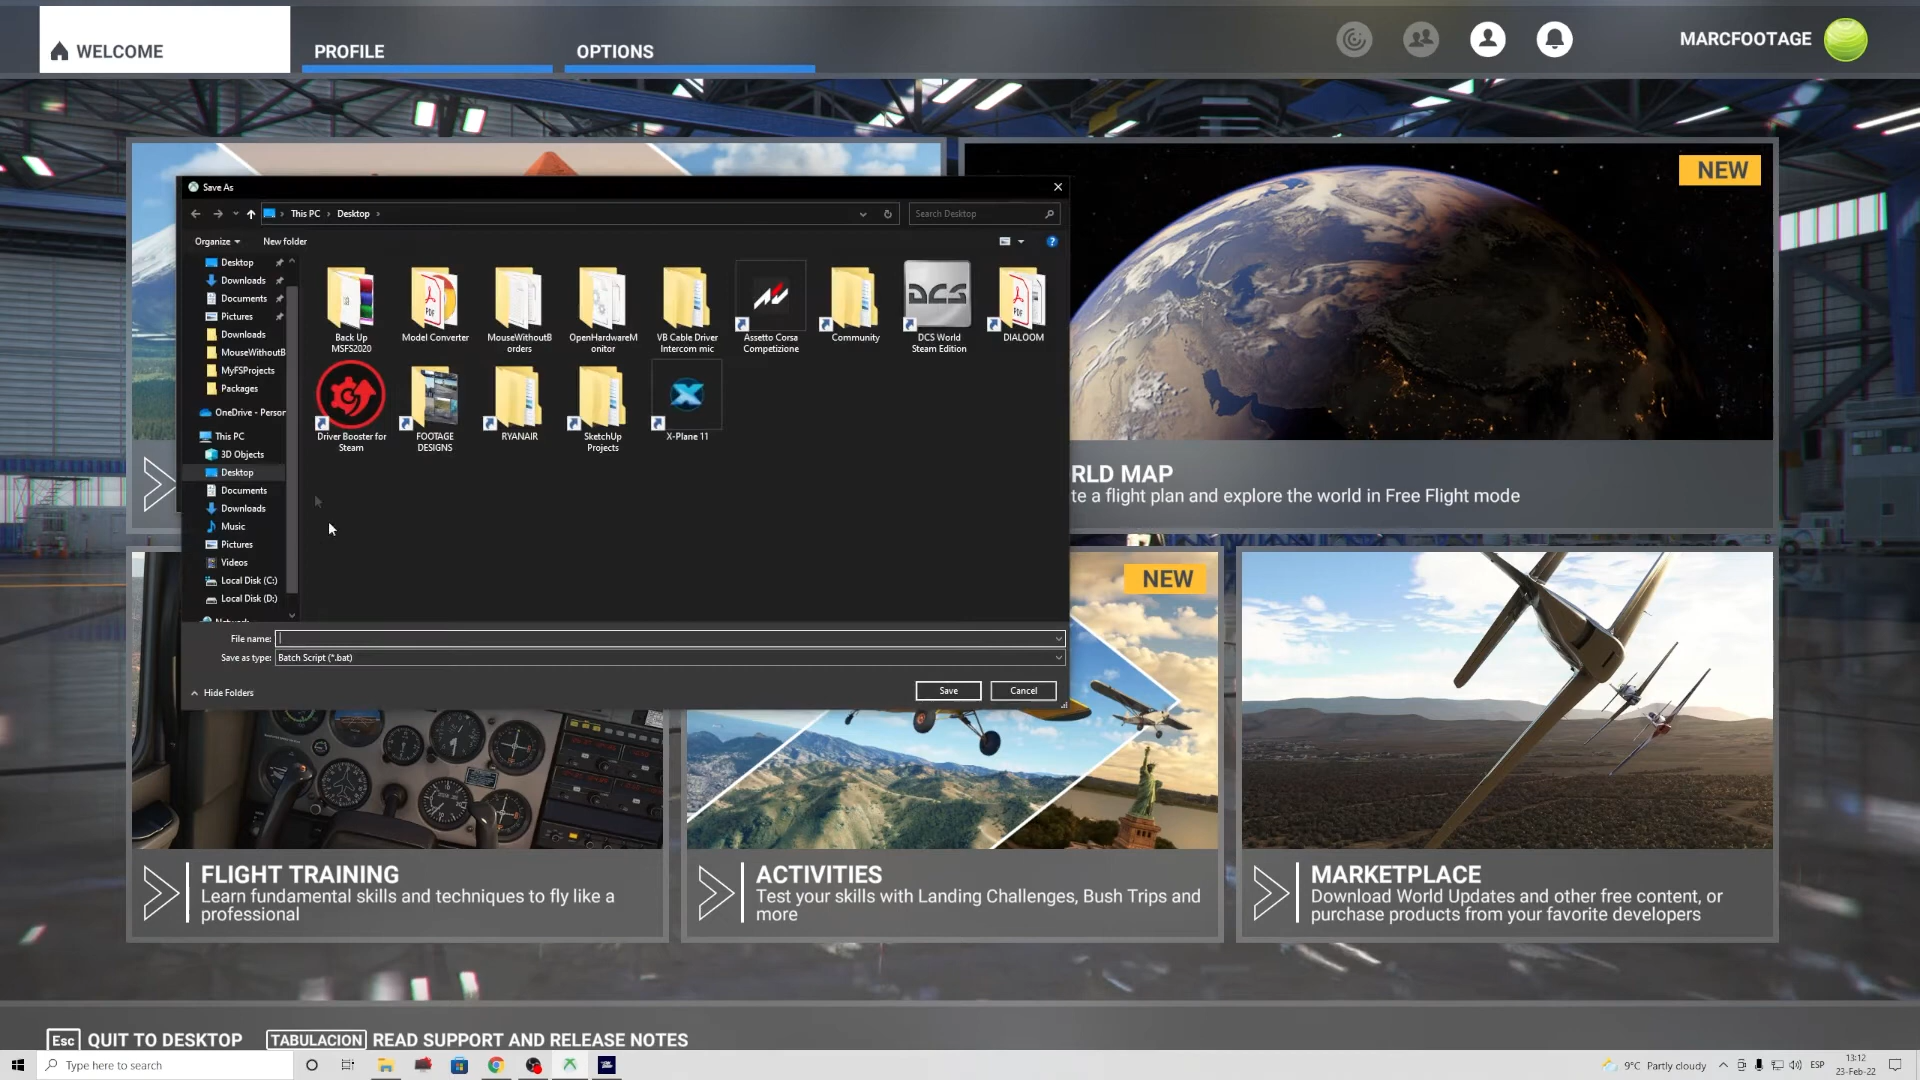 WELCOME
PROFILE
OPTIONS
MARCFOOTAGE
NEW
Save As
This PC
Desktop
Search Desktop
Organize
New folder
Desktop
Downloads
Documents
Pictures
Downloads
MouseWithoutB
MyFSProjects
Packages
OneDrive - Person
This PC
3D Objects
Desktop
Documents
Downloads
Music
Pictures
Videos
Local Disk (C:)
Local Disk (D:)
Back Up
MSFS2020
Model Converter
MouseWithoutB
orders
OpenHardwareM
onitor
VB Cable Driver
Intercom mic
Assetto Corsa
Competizione
Community
DCS
DCS World
Steam Edition
DIALOOM
Driver Booster for
Steam
FOOTAGE
DESIGNS
RYANAIR
SketchUp
Projects
X-Plane 11
File name:
Save as type: Batch Script (*.bat)
Hide Folders
Save
Cancel
RLD MAP
te a flight plan and explore the world in Free Flight mode
NEW
FLIGHT TRAINING
Learn fundamental skills and techniques to fly like a
professional
ACTIVITIES
Test your skills with Landing Challenges, Bush Trips and
more
MARKETPLACE
Download World Updates and other free content, or
purchase products from your favorite developers
Esc QUIT TO DESKTOP
TABULACION READ SUPPORT AND RELEASE NOTES
Type here to search
9°C Partly cloudy
ESP
13:12
23-Feb-22